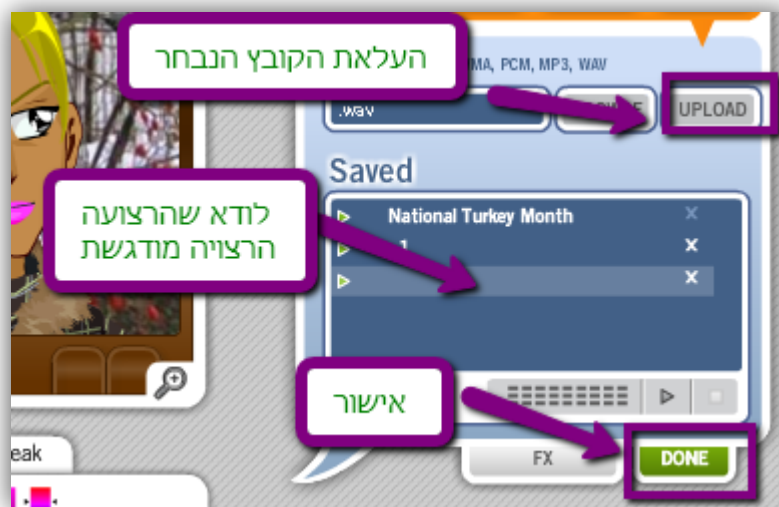 העלאת הקובץ הנבחר
MA, PCM, MP3, WAV
.wav
UPLOAD
Saved
לודא שהרצועה
הרצויה מודגשת
National Turkey Month
1
אישור
eak
FX
DONE